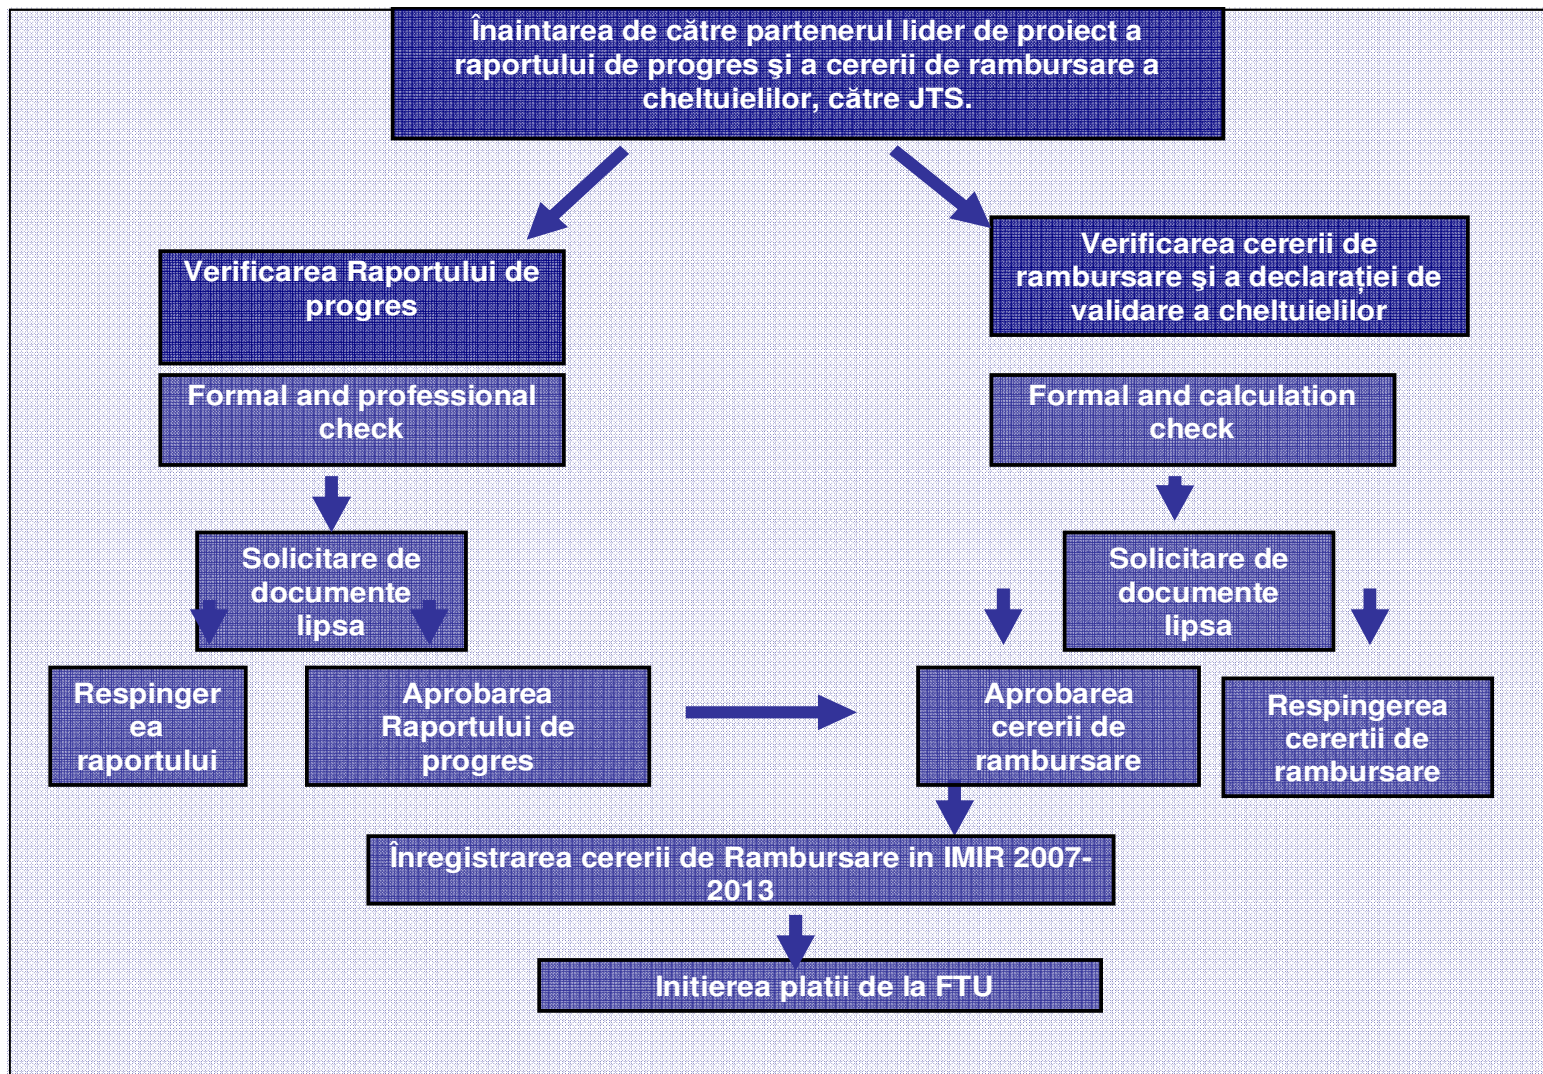 Înaintarea de către partenerul lider de proiect a
raportului de progres şi a cererii de rambursare a
cheltuielilor, către JTS.
Verificarea Raportului de
progres
Verificarea cererii de
rambursare şi a declaraţiei de
validare a cheltuielilor
Formal and professional
check
Formal and calculation
check
Solicitare de
documente
lipsa
Solicitare de
documente
lipsa
Respinger
ea
raportului
Aprobarea
Raportului de
progres
Aprobarea
cererii de
rambursare
Respingerea
cerertii de
rambursare
Înregistrarea cererii de Rambursare in IMIR 2007-
2013
Initierea platii de la FTU